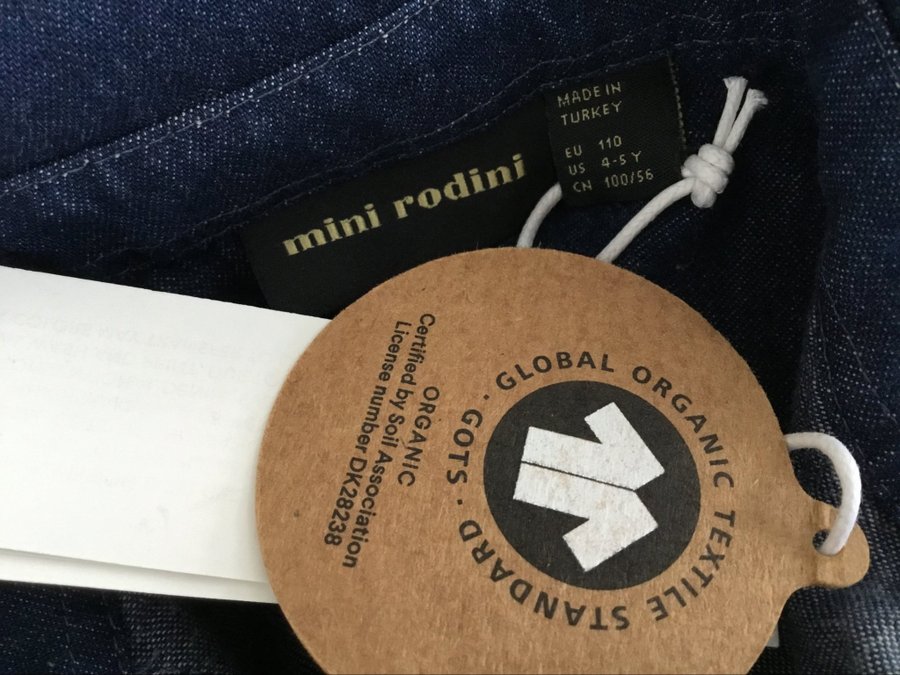 mini rodini
MADE IN
TURKEY
EU 110
US 4-5 Y
CN 100/56
ORGANIC
Certified by Soil Association
License number DK28238
GLOBAL ORGANIC TEXTILE STANDARD · GOTS ·